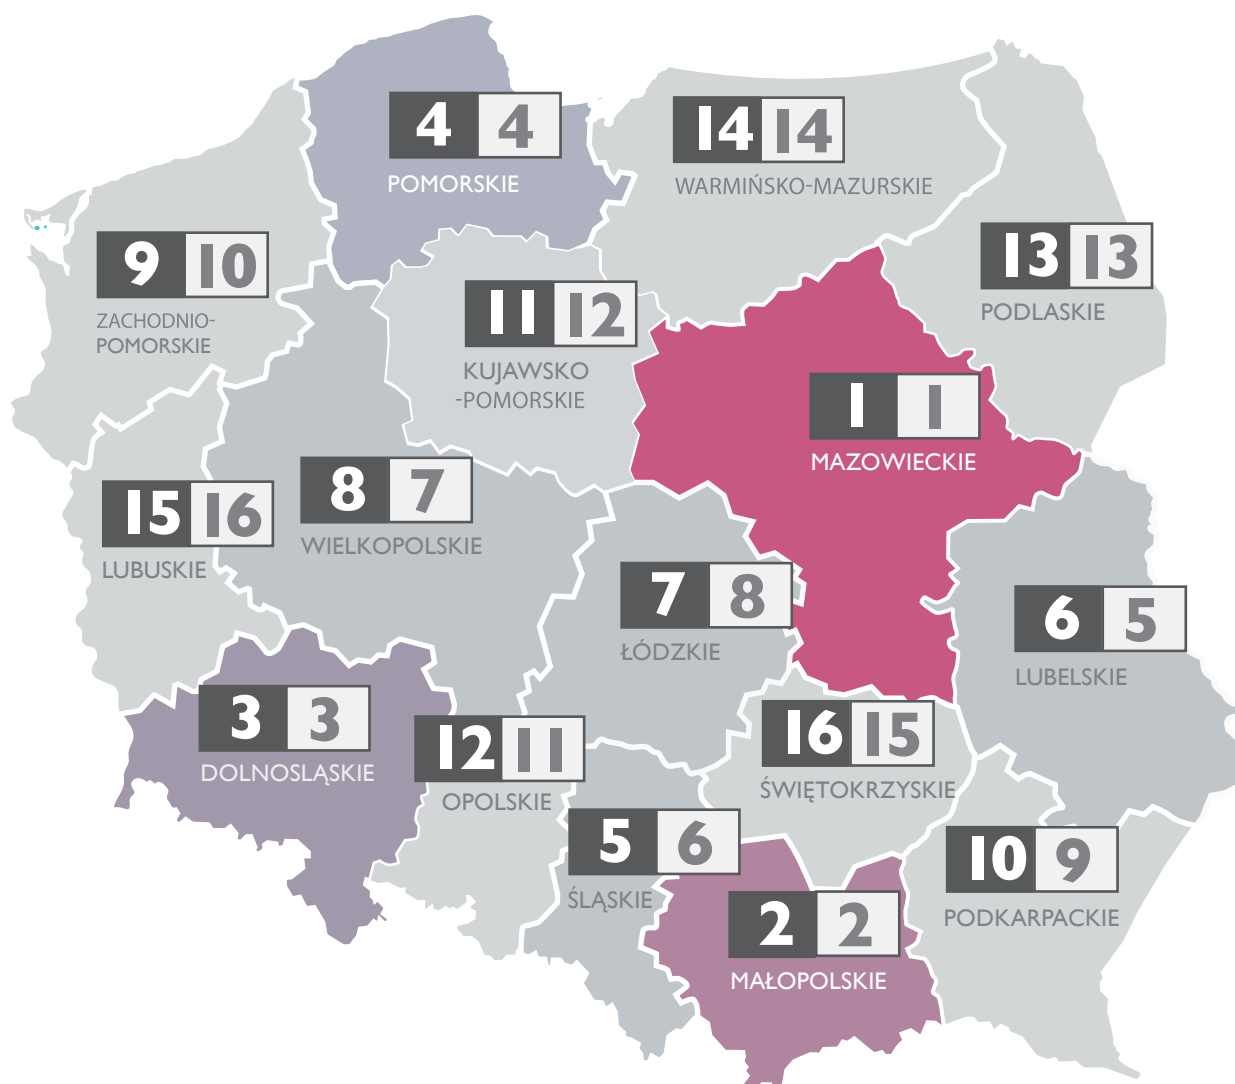 4 4
POMORSKIE
14 14
WARMIŃSKO-MAZURSKIE
9 10
ZACHODNIO-
POMORSKIE
11 12
KUJAWSKO
-POMORSKIE
13 13
PODLASKIE
1 1
MAZOWIECKIE
15 16
LUBUSKIE
8 7
WIELKOPOLSKIE
7 8
ŁÓDZKIE
6 5
LUBELSKIE
3 3
DOLNOSLĄSKIE
12 11
OPOLSKIE
16 15
ŚWIĘTOKRZYSKIE
5 6
ŚLĄSKIE
2 2
MAŁOPOLSKIE
10 9
PODKARPACKIE